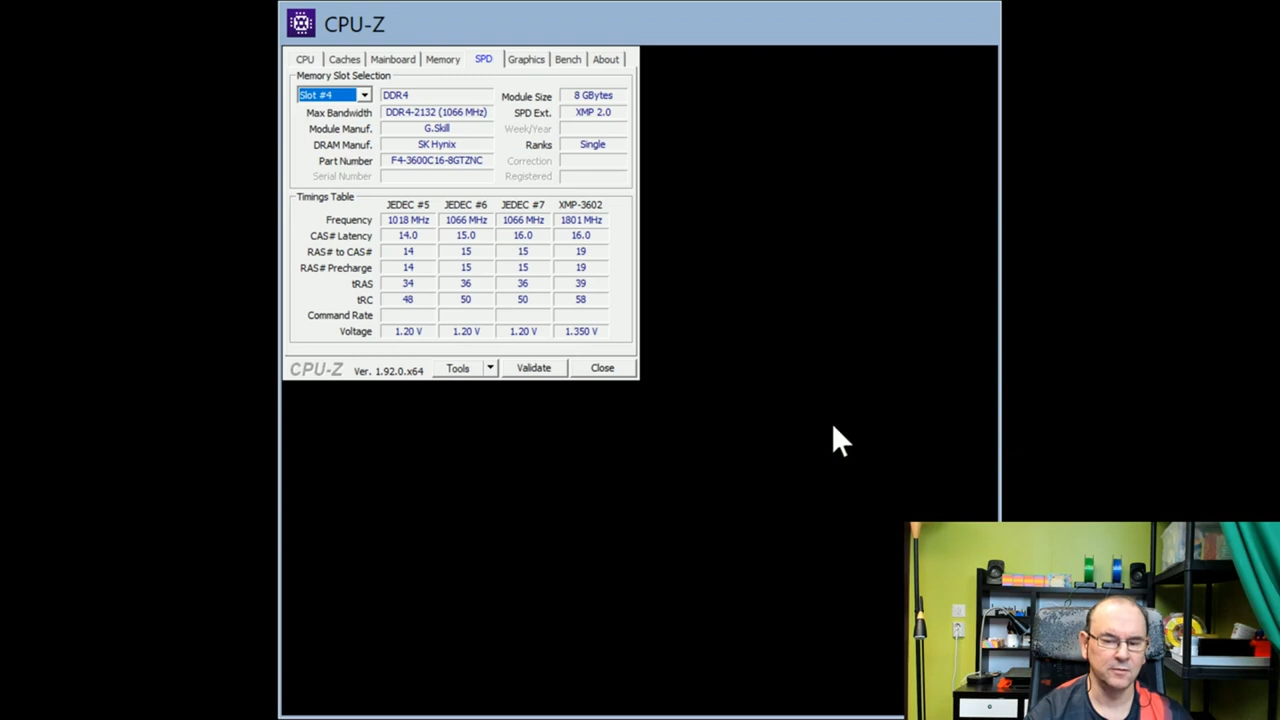 CPU-Z
CPU Caches Mainboard Memory SPD Graphics Bench About
Memory Slot Selection
Slot #4 DDR4 Module Size 8 GBytes
Max Bandwidth DDR4-2132 (1066 MHz) SPD Ext. XMP 2.0
Module Manuf. G.Skill Week/Year
DRAM Manuf. SK Hynix Ranks Single
Part Number F4-3600C16-8GTZNC Correction
Serial Number Registered
Timings Table
JEDEC #5 JEDEC #6 JEDEC #7 XMP-3602
Frequency 1018 MHz 1066 MHz 1066 MHz 1801 MHz
CAS# Latency 14.0 15.0 16.0 16.0
RAS# to CAS# 14 15 15 19
RAS# Precharge 14 15 15 19
tRAS 34 36 36 39
tRC 48 50 50 58
Command Rate
Voltage 1.20 V 1.20 V 1.20 V 1.350 V
CPU-Z Ver. 1.92.0.x64 Tools Validate Close